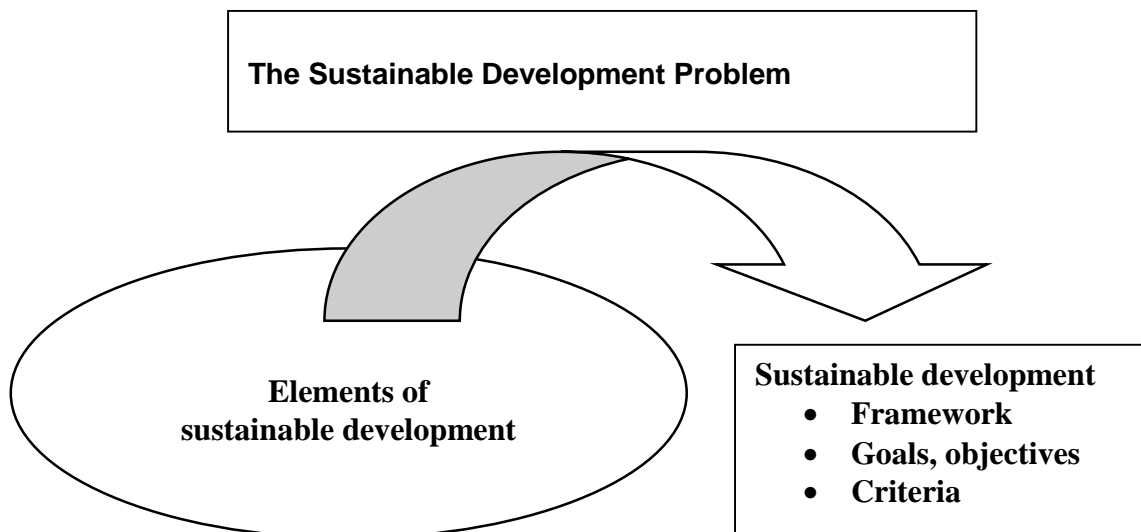 The Sustainable Development Problem
Elements of
sustainable development
Sustainable development
• Framework
• Goals, objectives
• Criteria